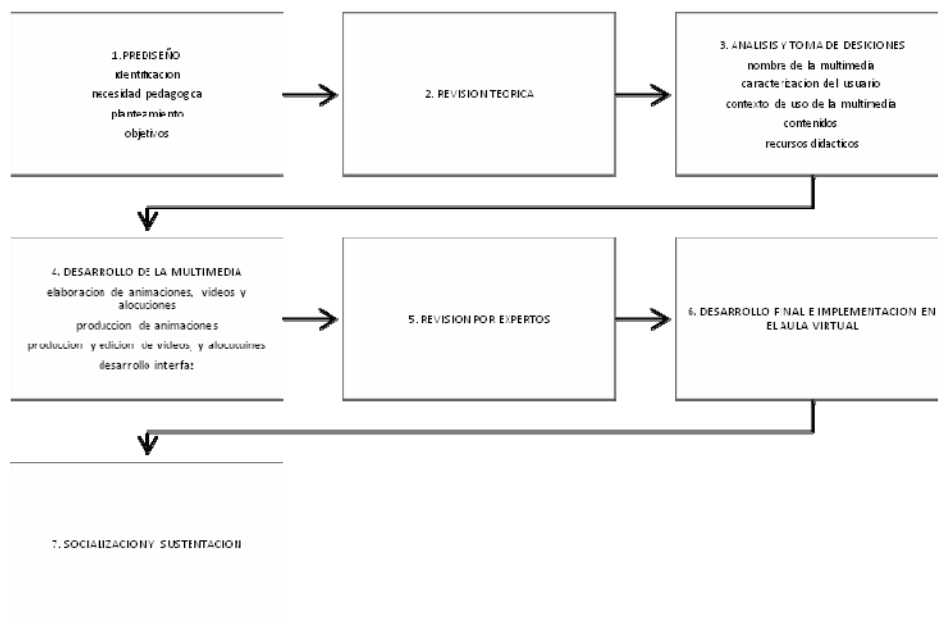 1. PREDISEÑO
identificacion
necesidad pedagogca
planteamiento
objetivos
2. REVISION TEORICA
3. ANALISIS Y TOMA DE DESICIONES
nombre de la multimedia
caracterizacion del usuario
contexto de uso de la multimedia
contenidos
recursos didacticos
4. DESARROLLO DE LA MULTIMEDIA
elaboracion de animaciones, videos y
alocuciones
produccion de animaciones
produccion y edicion de videos, y alocucuines
desarrollo interfaz
5. REVISION POR EXPERTOS
6. DESARROLLO FINAL E IMPLEMENTACION EN
EL AULA VIRTUAL
7. SOCIALIZACION Y SUSTENTACION